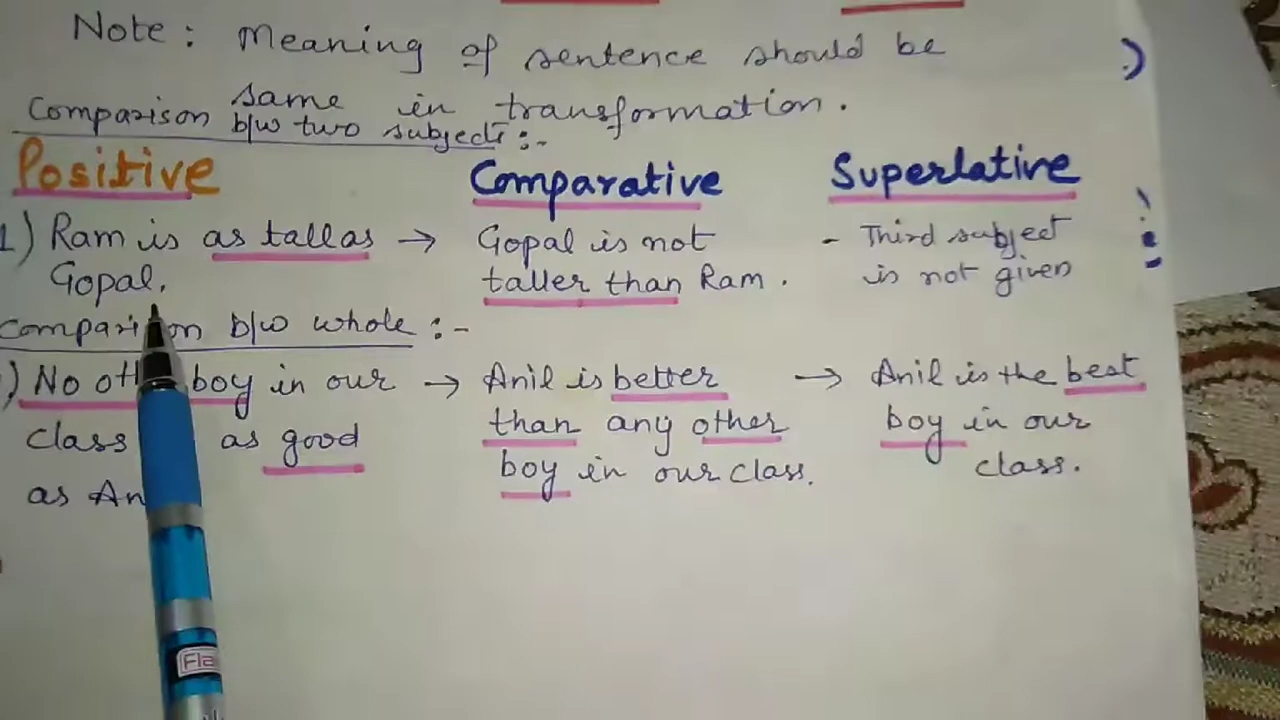 Note: Meaning of sentence should be
same in transformation.
Comparison b/w two subjects:-
Positive Comparative Superlative
1) Ram is as tall as → Gopal is not - Third subject
Gopal. taller than Ram. is not given
Comparison b/w whole :-
) No oth boy in our → Anil is better → Anil is the best
class as good than any other boy in our
as An boy in our class. class.
Fla